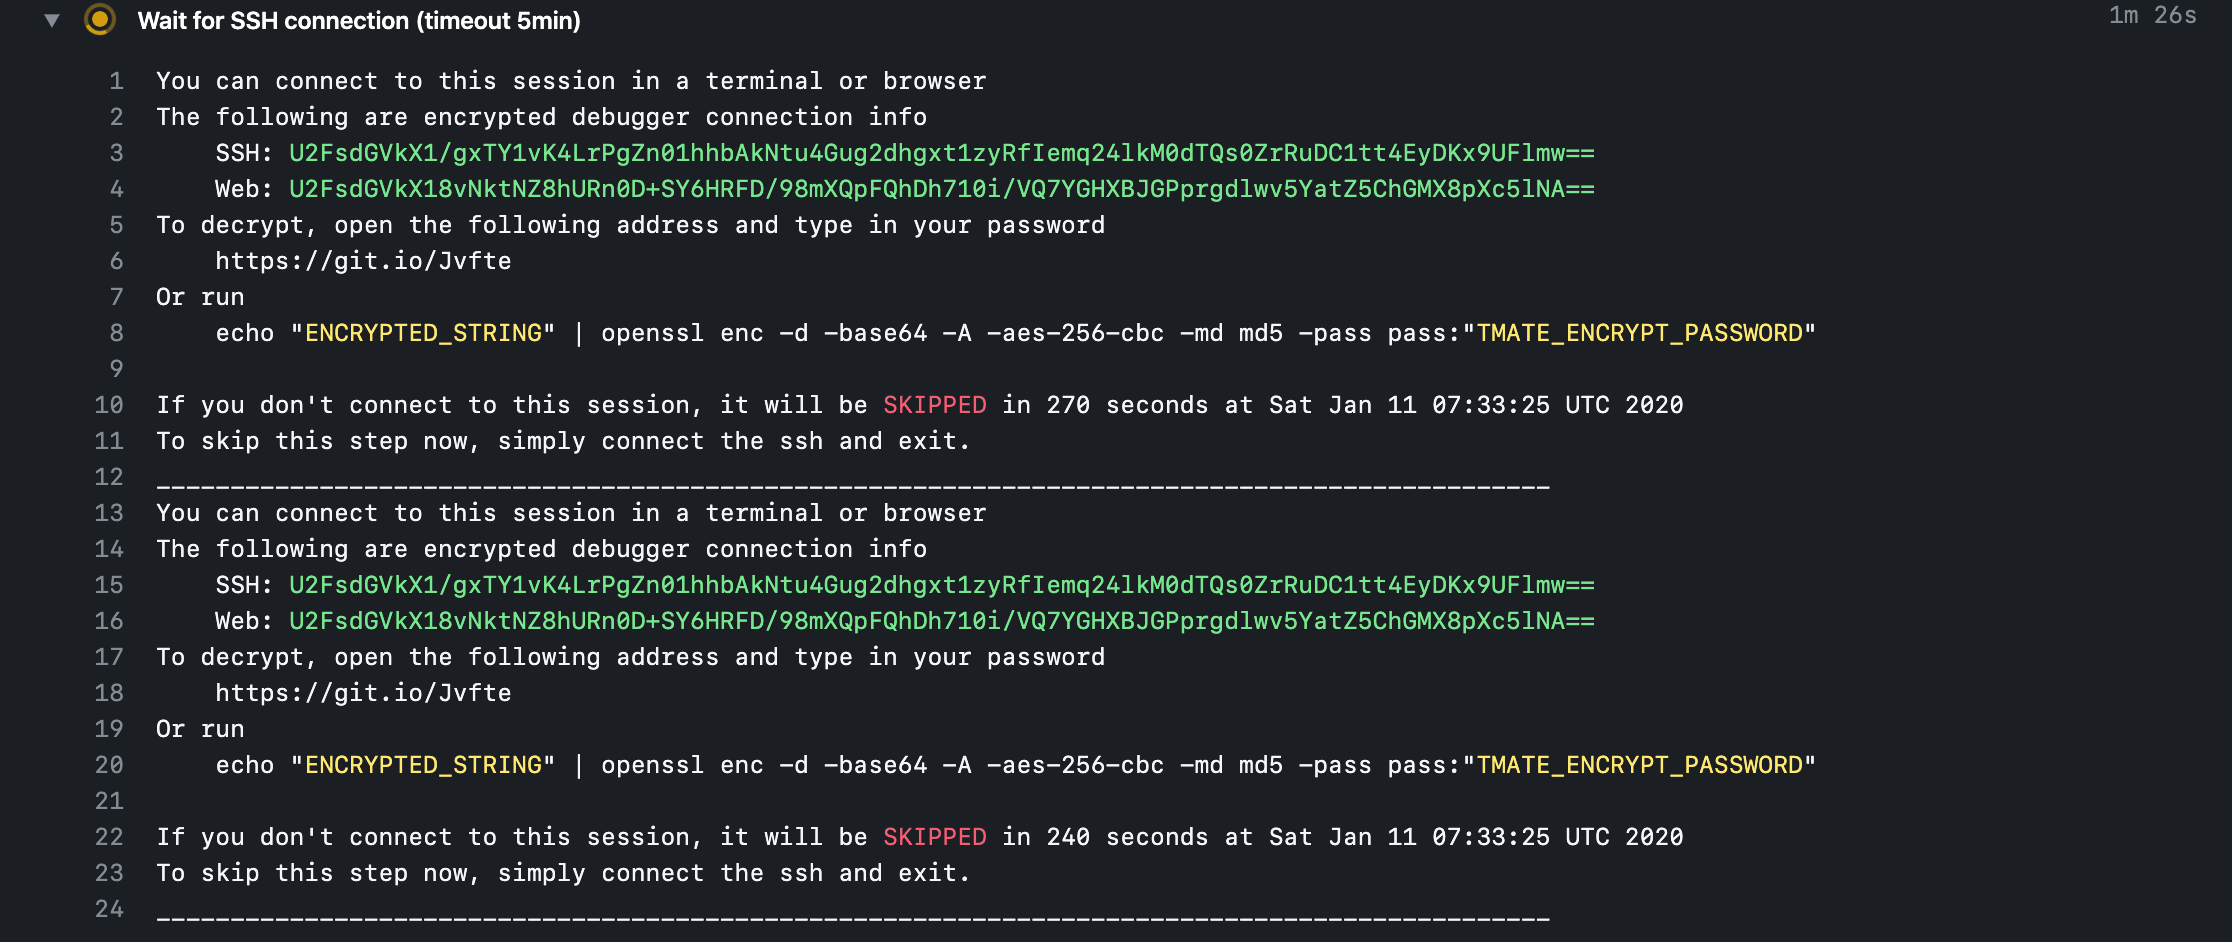 Wait for SSH connection (timeout 5min) 1m 26s
1 You can connect to this session in a terminal or browser
2 The following are encrypted debugger connection info
3 SSH: U2FsdGVkX1/gxTY1vK4LrPgZn01hhbAkNtu4Gug2dhgxt1zyRfIemq24lkM0dTQs0ZrRuDC1tt4EyDKx9UFlmw==
4 Web: U2FsdGVkX18vNktNZ8hURn0D+SY6HRFD/98mXQpFQhDh710i/VQ7YGHXBJGPprgdlwv5YatZ5ChGMX8pXc5lNA==
5 To decrypt, open the following address and type in your password
6 https://git.io/Jvfte
7 Or run
8 echo "ENCRYPTED_STRING" | openssl enc -d -base64 -A -aes-256-cbc -md md5 -pass pass:"TMATE_ENCRYPT_PASSWORD"
9
10 If you don't connect to this session, it will be SKIPPED in 270 seconds at Sat Jan 11 07:33:25 UTC 2020
11 To skip this step now, simply connect the ssh and exit.
12 ______________________________________________________________________________________________
13 You can connect to this session in a terminal or browser
14 The following are encrypted debugger connection info
15 SSH: U2FsdGVkX1/gxTY1vK4LrPgZn01hhbAkNtu4Gug2dhgxt1zyRfIemq24lkM0dTQs0ZrRuDC1tt4EyDKx9UFlmw==
16 Web: U2FsdGVkX18vNktNZ8hURn0D+SY6HRFD/98mXQpFQhDh710i/VQ7YGHXBJGPprgdlwv5YatZ5ChGMX8pXc5lNA==
17 To decrypt, open the following address and type in your password
18 https://git.io/Jvfte
19 Or run
20 echo "ENCRYPTED_STRING" | openssl enc -d -base64 -A -aes-256-cbc -md md5 -pass pass:"TMATE_ENCRYPT_PASSWORD"
21
22 If you don't connect to this session, it will be SKIPPED in 240 seconds at Sat Jan 11 07:33:25 UTC 2020
23 To skip this step now, simply connect the ssh and exit.
24 ______________________________________________________________________________________________